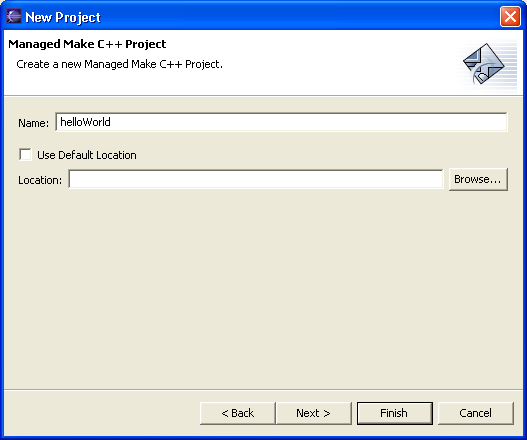 New Project
Managed Make C++ Project
Create a new Managed Make C++ Project.
Name: helloWorld
Use Default Location
Location: Browse...
< Back Next > Finish Cancel